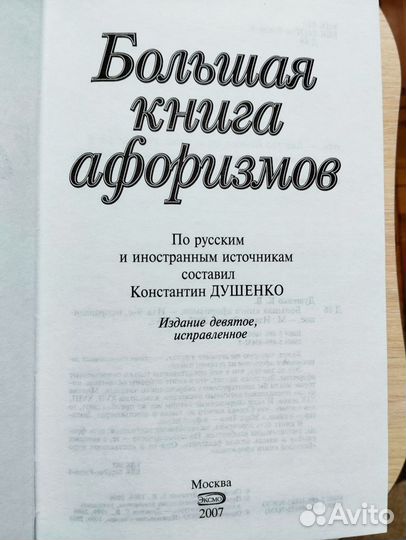 Большая
книга
афоризмов
По русским
и иностранным источникам
составил
Константин ДУШЕНКО
Издание девятое,
исправленное
Москва
ЭКСМО
2007
Avito